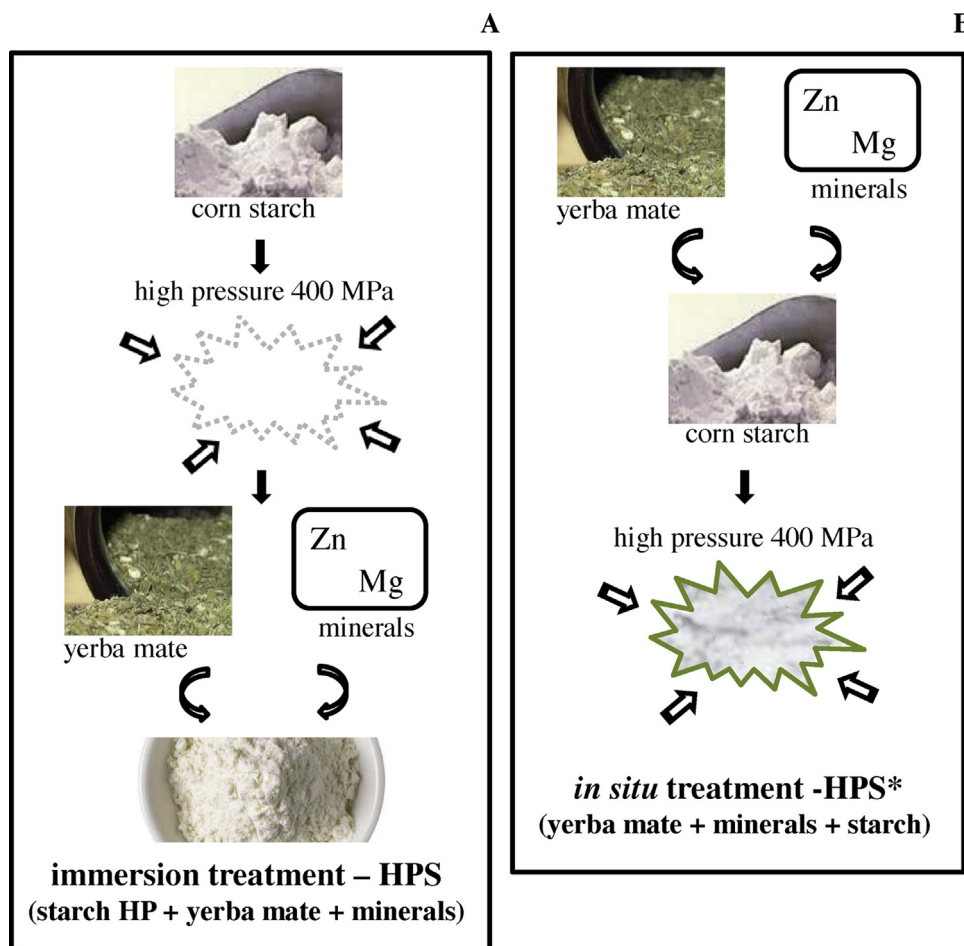 A
corn starch
high pressure 400 MPa
Zn
Mg
yerba mate
minerals
immersion treatment – HPS
(starch HP + yerba mate + minerals)
Zn
Mg
yerba mate
minerals
corn starch
high pressure 400 MPa
in situ treatment -HPS*
(yerba mate + minerals + starch)